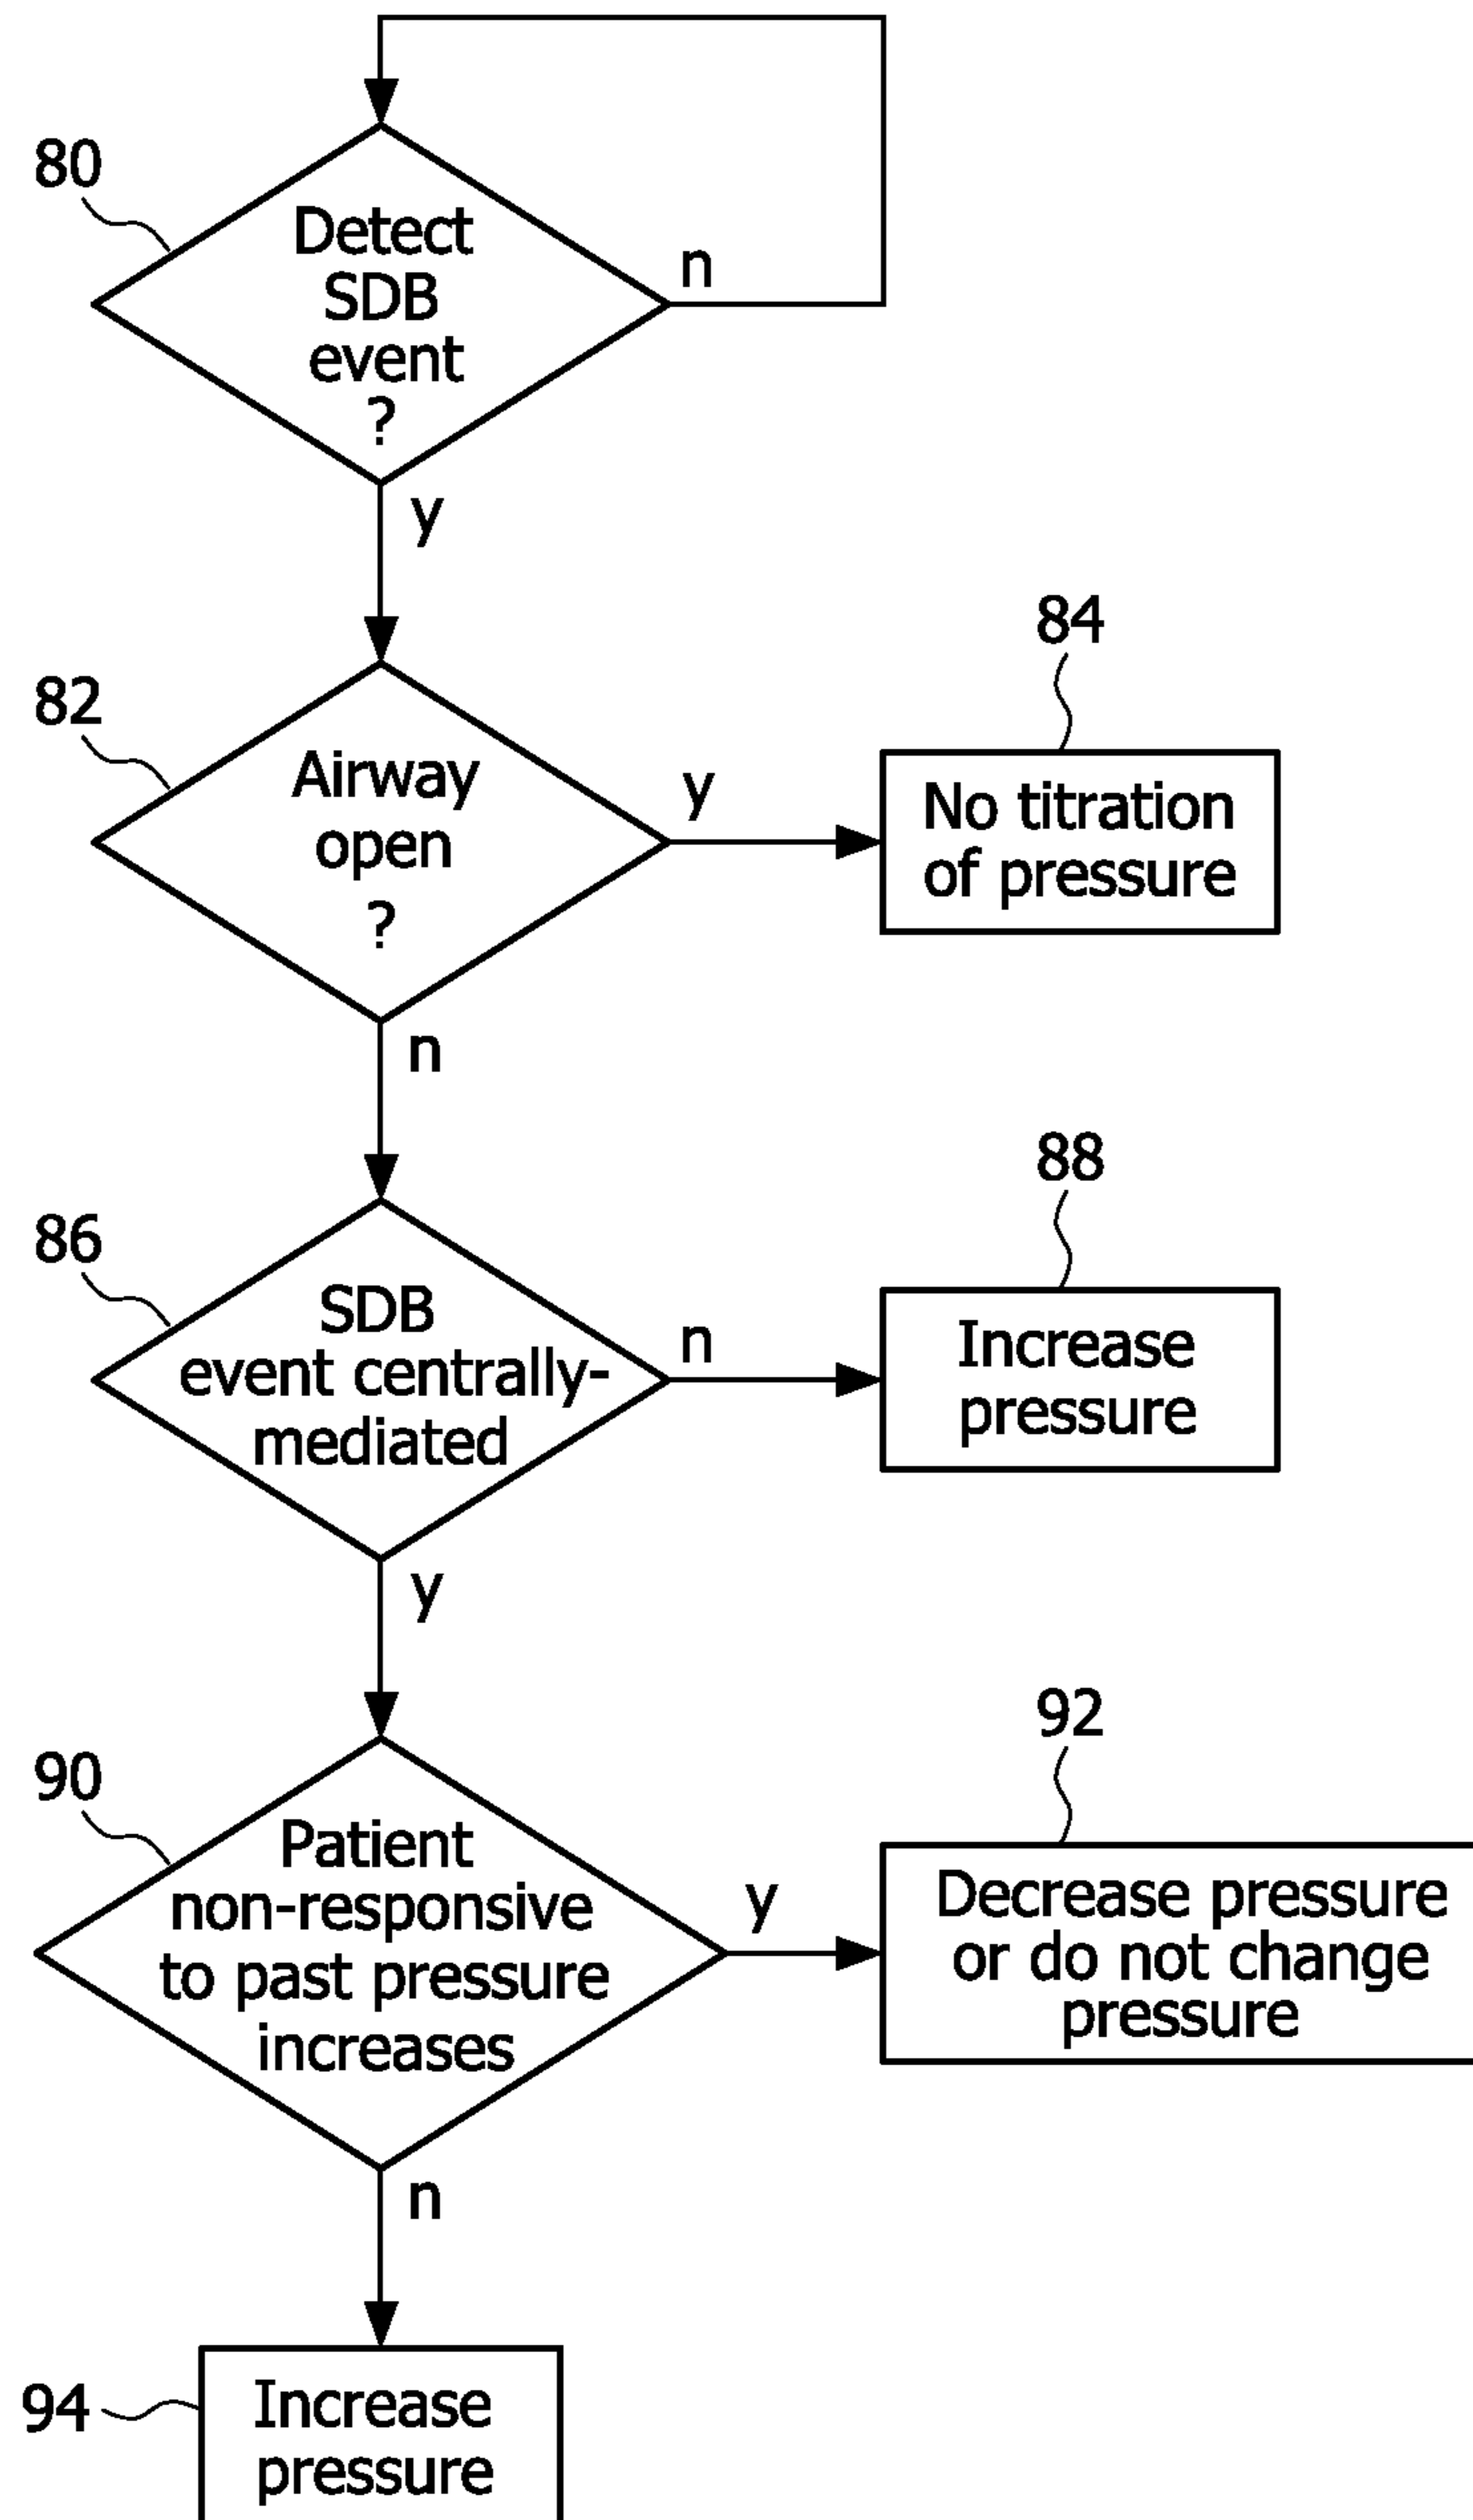 80
Detect
SDB
event
?
n
y
82
Airway
open
?
y
84
No titration
of pressure
n
86
SDB
event centrally-
mediated
n
88
Increase
pressure
y
90
Patient
non-responsive
to past pressure
increases
y
92
Decrease pressure
or do not change
pressure
n
94
Increase
pressure